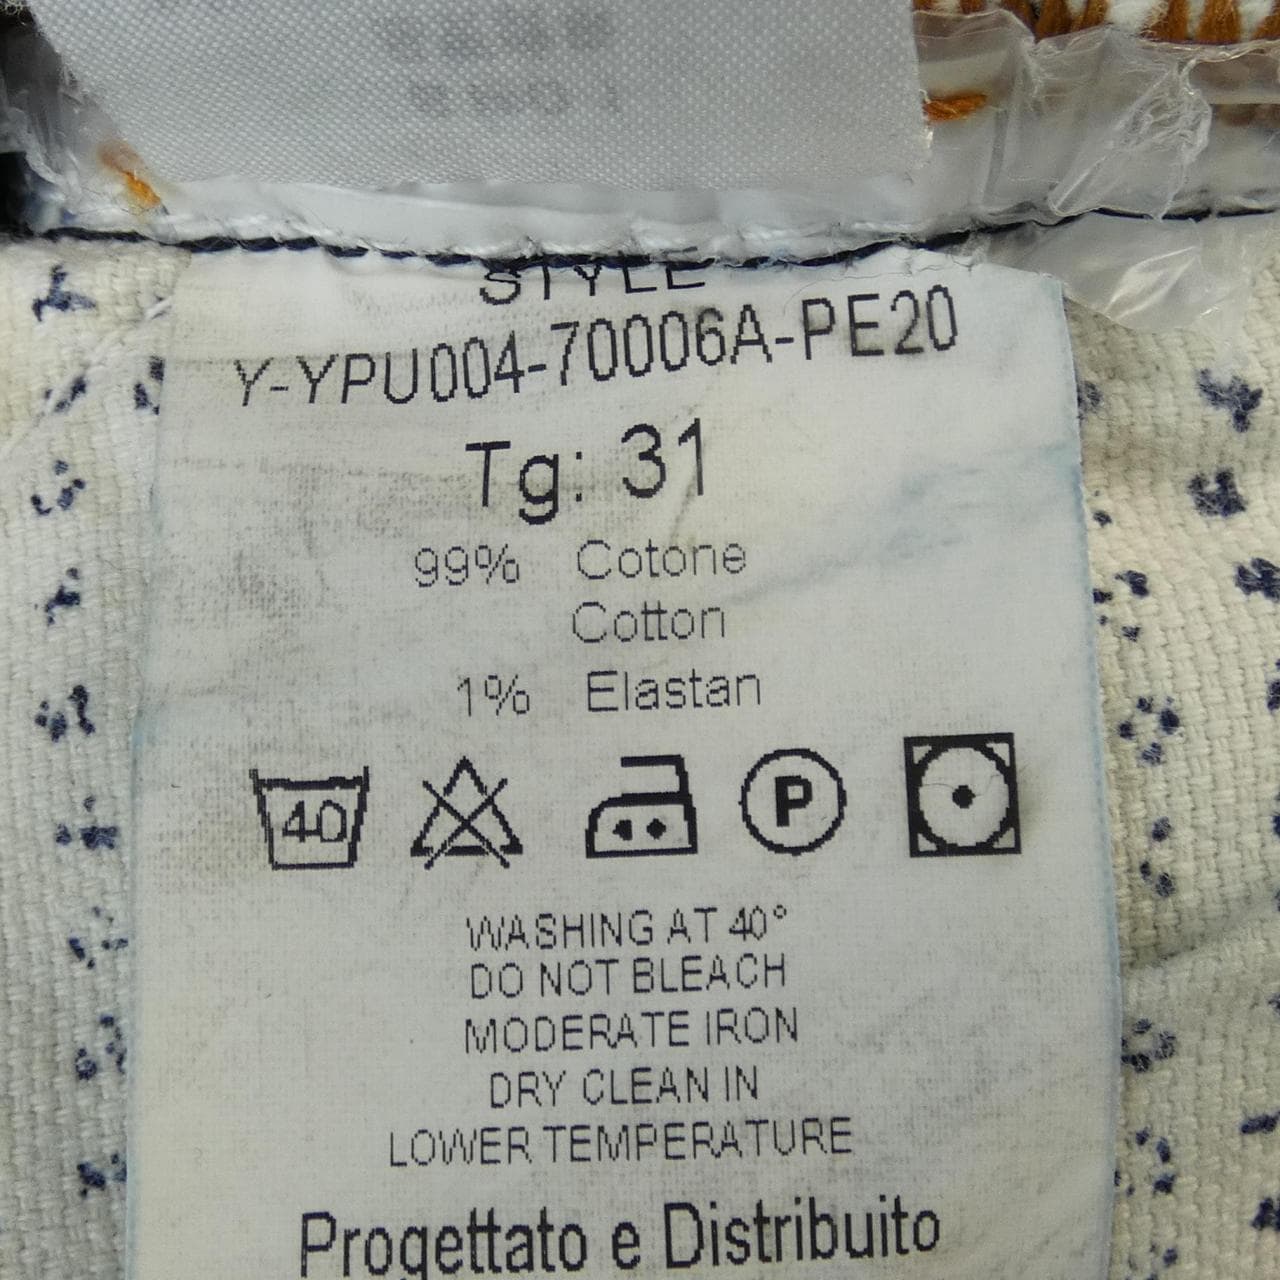 STYLE
Y-YPU004-70006A-PE20
Tg: 31
99% Cotone
Cotton
1% Elastan
40 P
WASHING AT 40°
DO NOT BLEACH
MODERATE IRON
DRY CLEAN IN
LOWER TEMPERATURE
Progettato e Distribuito